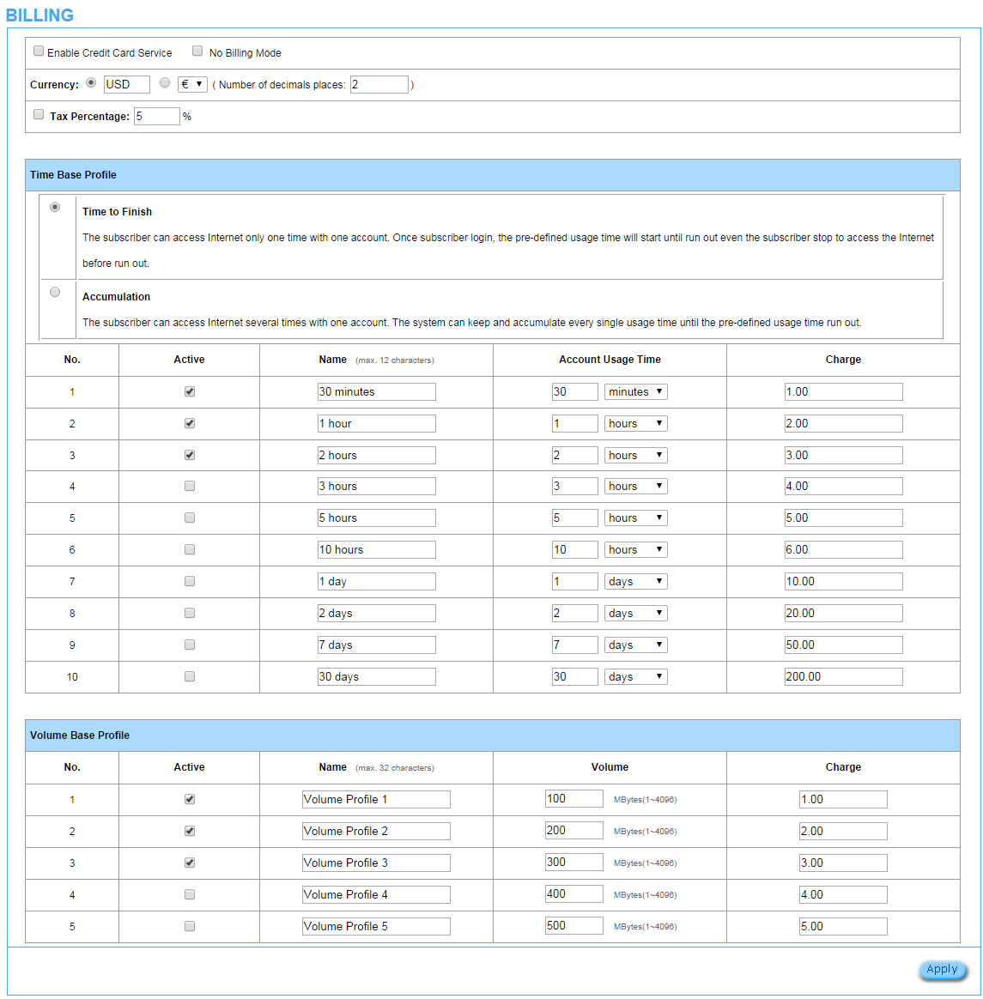 BILLING
Enable Credit Card Service No Billing Mode
Currency: USD € ▼ ( Number of decimals places: 2 )
Tax Percentage: 5 %
Time Base Profile
Time to Finish
The subscriber can access Internet only one time with one account. Once subscriber login, the pre-defined usage time will start until run out even the subscriber stop to access the Internet
before run out.
Accumulation
The subscriber can access Internet several times with one account. The system can keep and accumulate every single usage time until the pre-defined usage time run out.
No. Active Name (max. 12 characters) Account Usage Time Charge
1 30 minutes 30 minutes ▼ 1.00
2 1 hour 1 hours ▼ 2.00
3 2 hours 2 hours ▼ 3.00
4 3 hours 3 hours ▼ 4.00
5 5 hours 5 hours ▼ 5.00
6 10 hours 10 hours ▼ 6.00
7 1 day 1 days ▼ 10.00
8 2 days 2 days ▼ 20.00
9 7 days 7 days ▼ 50.00
10 30 days 30 days ▼ 200.00
Volume Base Profile
No. Active Name (max. 32 characters) Volume Charge
1 Volume Profile 1 100 MBytes(1~4096) 1.00
2 Volume Profile 2 200 MBytes(1~4096) 2.00
3 Volume Profile 3 300 MBytes(1~4096) 3.00
4 Volume Profile 4 400 MBytes(1~4096) 4.00
5 Volume Profile 5 500 MBytes(1~4096) 5.00
Apply